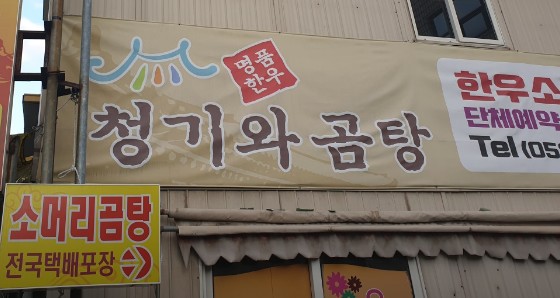 명품
한우
청기와 곰탕
한우소
단체예약
Tel (05
소머리곰탕
전국택배포장